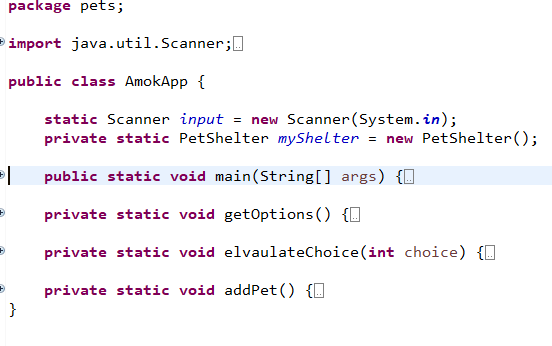 package pets;
import java.util.Scanner;
public class AmokApp {
static Scanner input = new Scanner(System.in);
private static PetShelter myShelter = new PetShelter();
public static void main(String[] args) {
private static void getOptions() {
private static void elvaulateChoice(int choice) {
private static void addPet() {
}